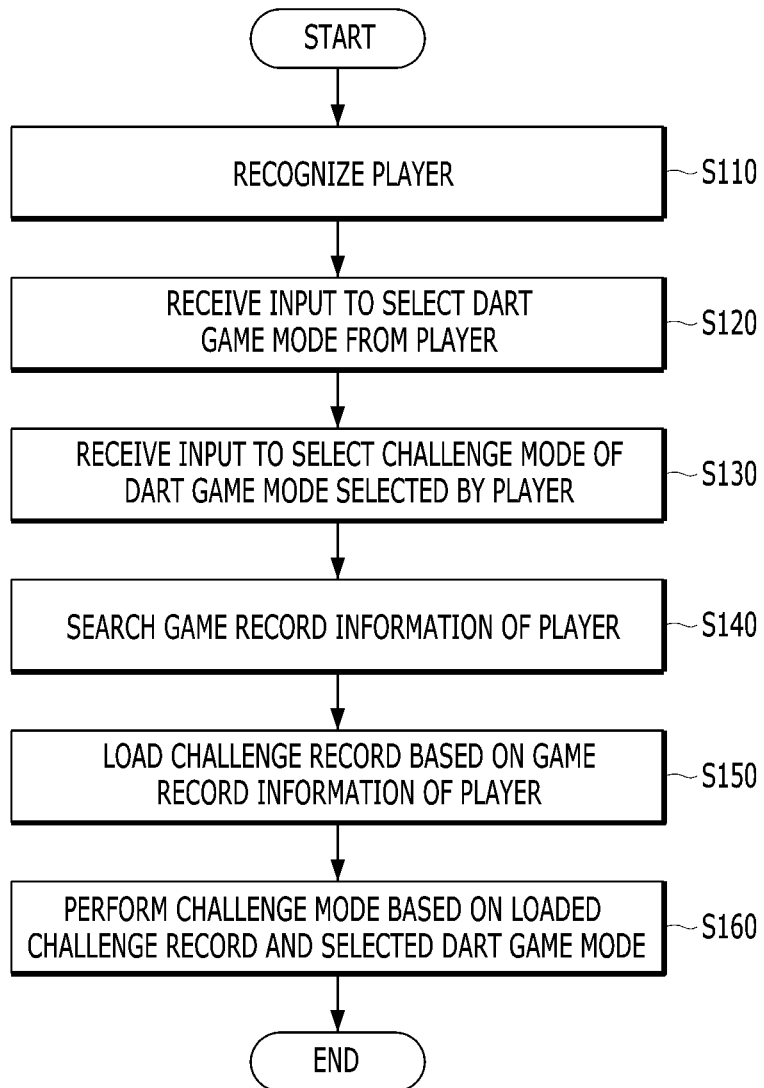 START
RECOGNIZE PLAYER
S110
RECEIVE INPUT TO SELECT DART
GAME MODE FROM PLAYER
S120
RECEIVE INPUT TO SELECT CHALLENGE MODE OF
DART GAME MODE SELECTED BY PLAYER
S130
SEARCH GAME RECORD INFORMATION OF PLAYER
S140
LOAD CHALLENGE RECORD BASED ON GAME
RECORD INFORMATION OF PLAYER
S150
PERFORM CHALLENGE MODE BASED ON LOADED
CHALLENGE RECORD AND SELECTED DART GAME MODE
S160
END